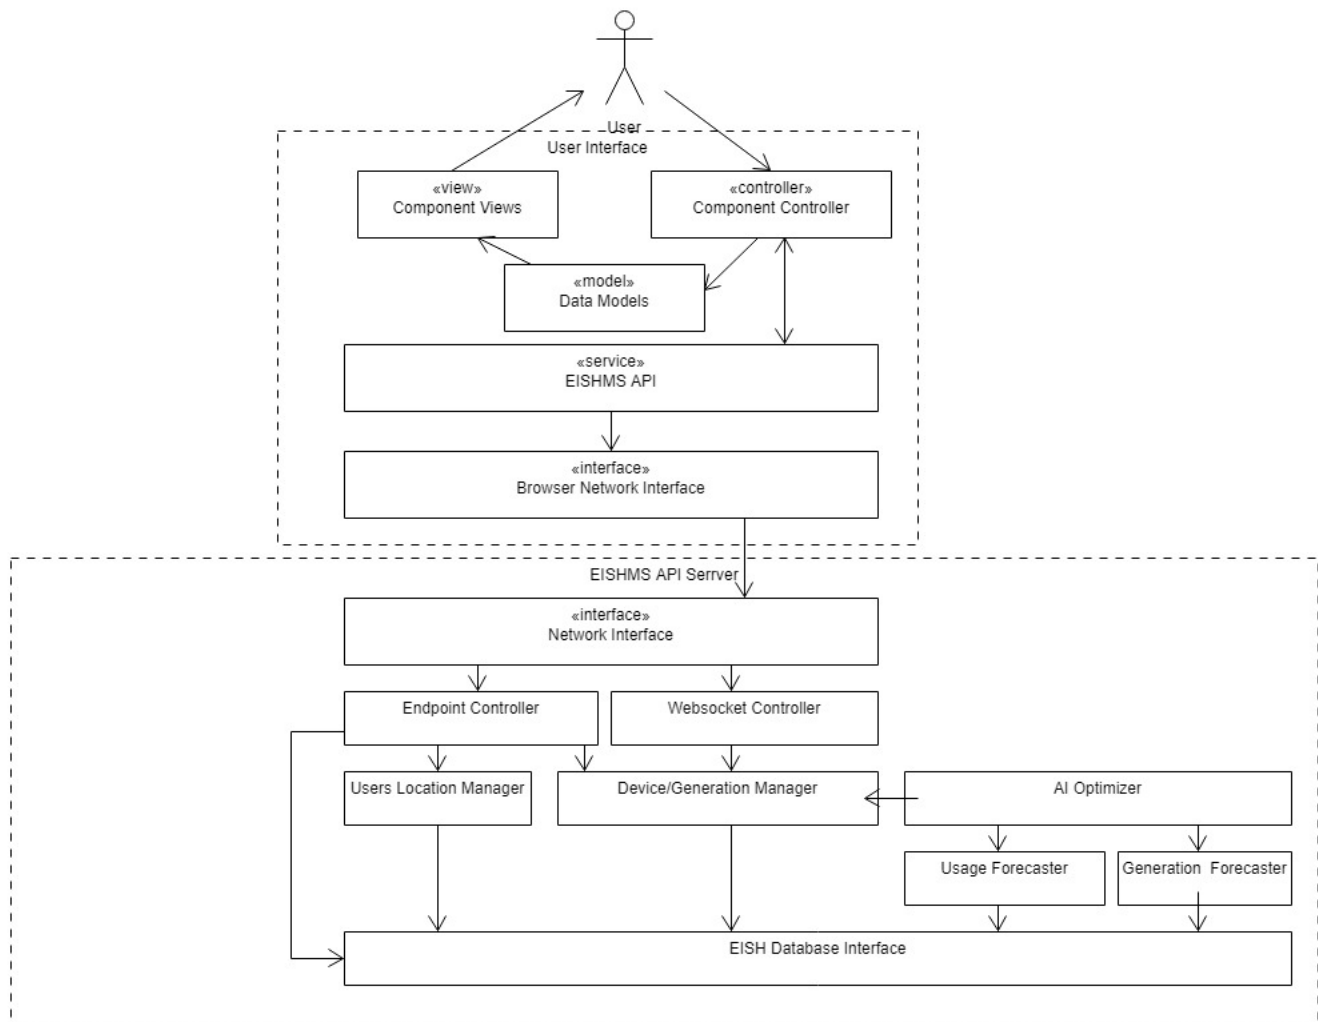 User
User Interface
«view»
Component Views
«controller»
Component Controller
«model»
Data Models
«service»
EISHMS API
«interface»
Browser Network Interface
EISHMS API Serrver
«interface»
Network Interface
Endpoint Controller
Websocket Controller
Users Location Manager
Device/Generation Manager
AI Optimizer
Usage Forecaster
Generation  Forecaster
EISH Database Interface